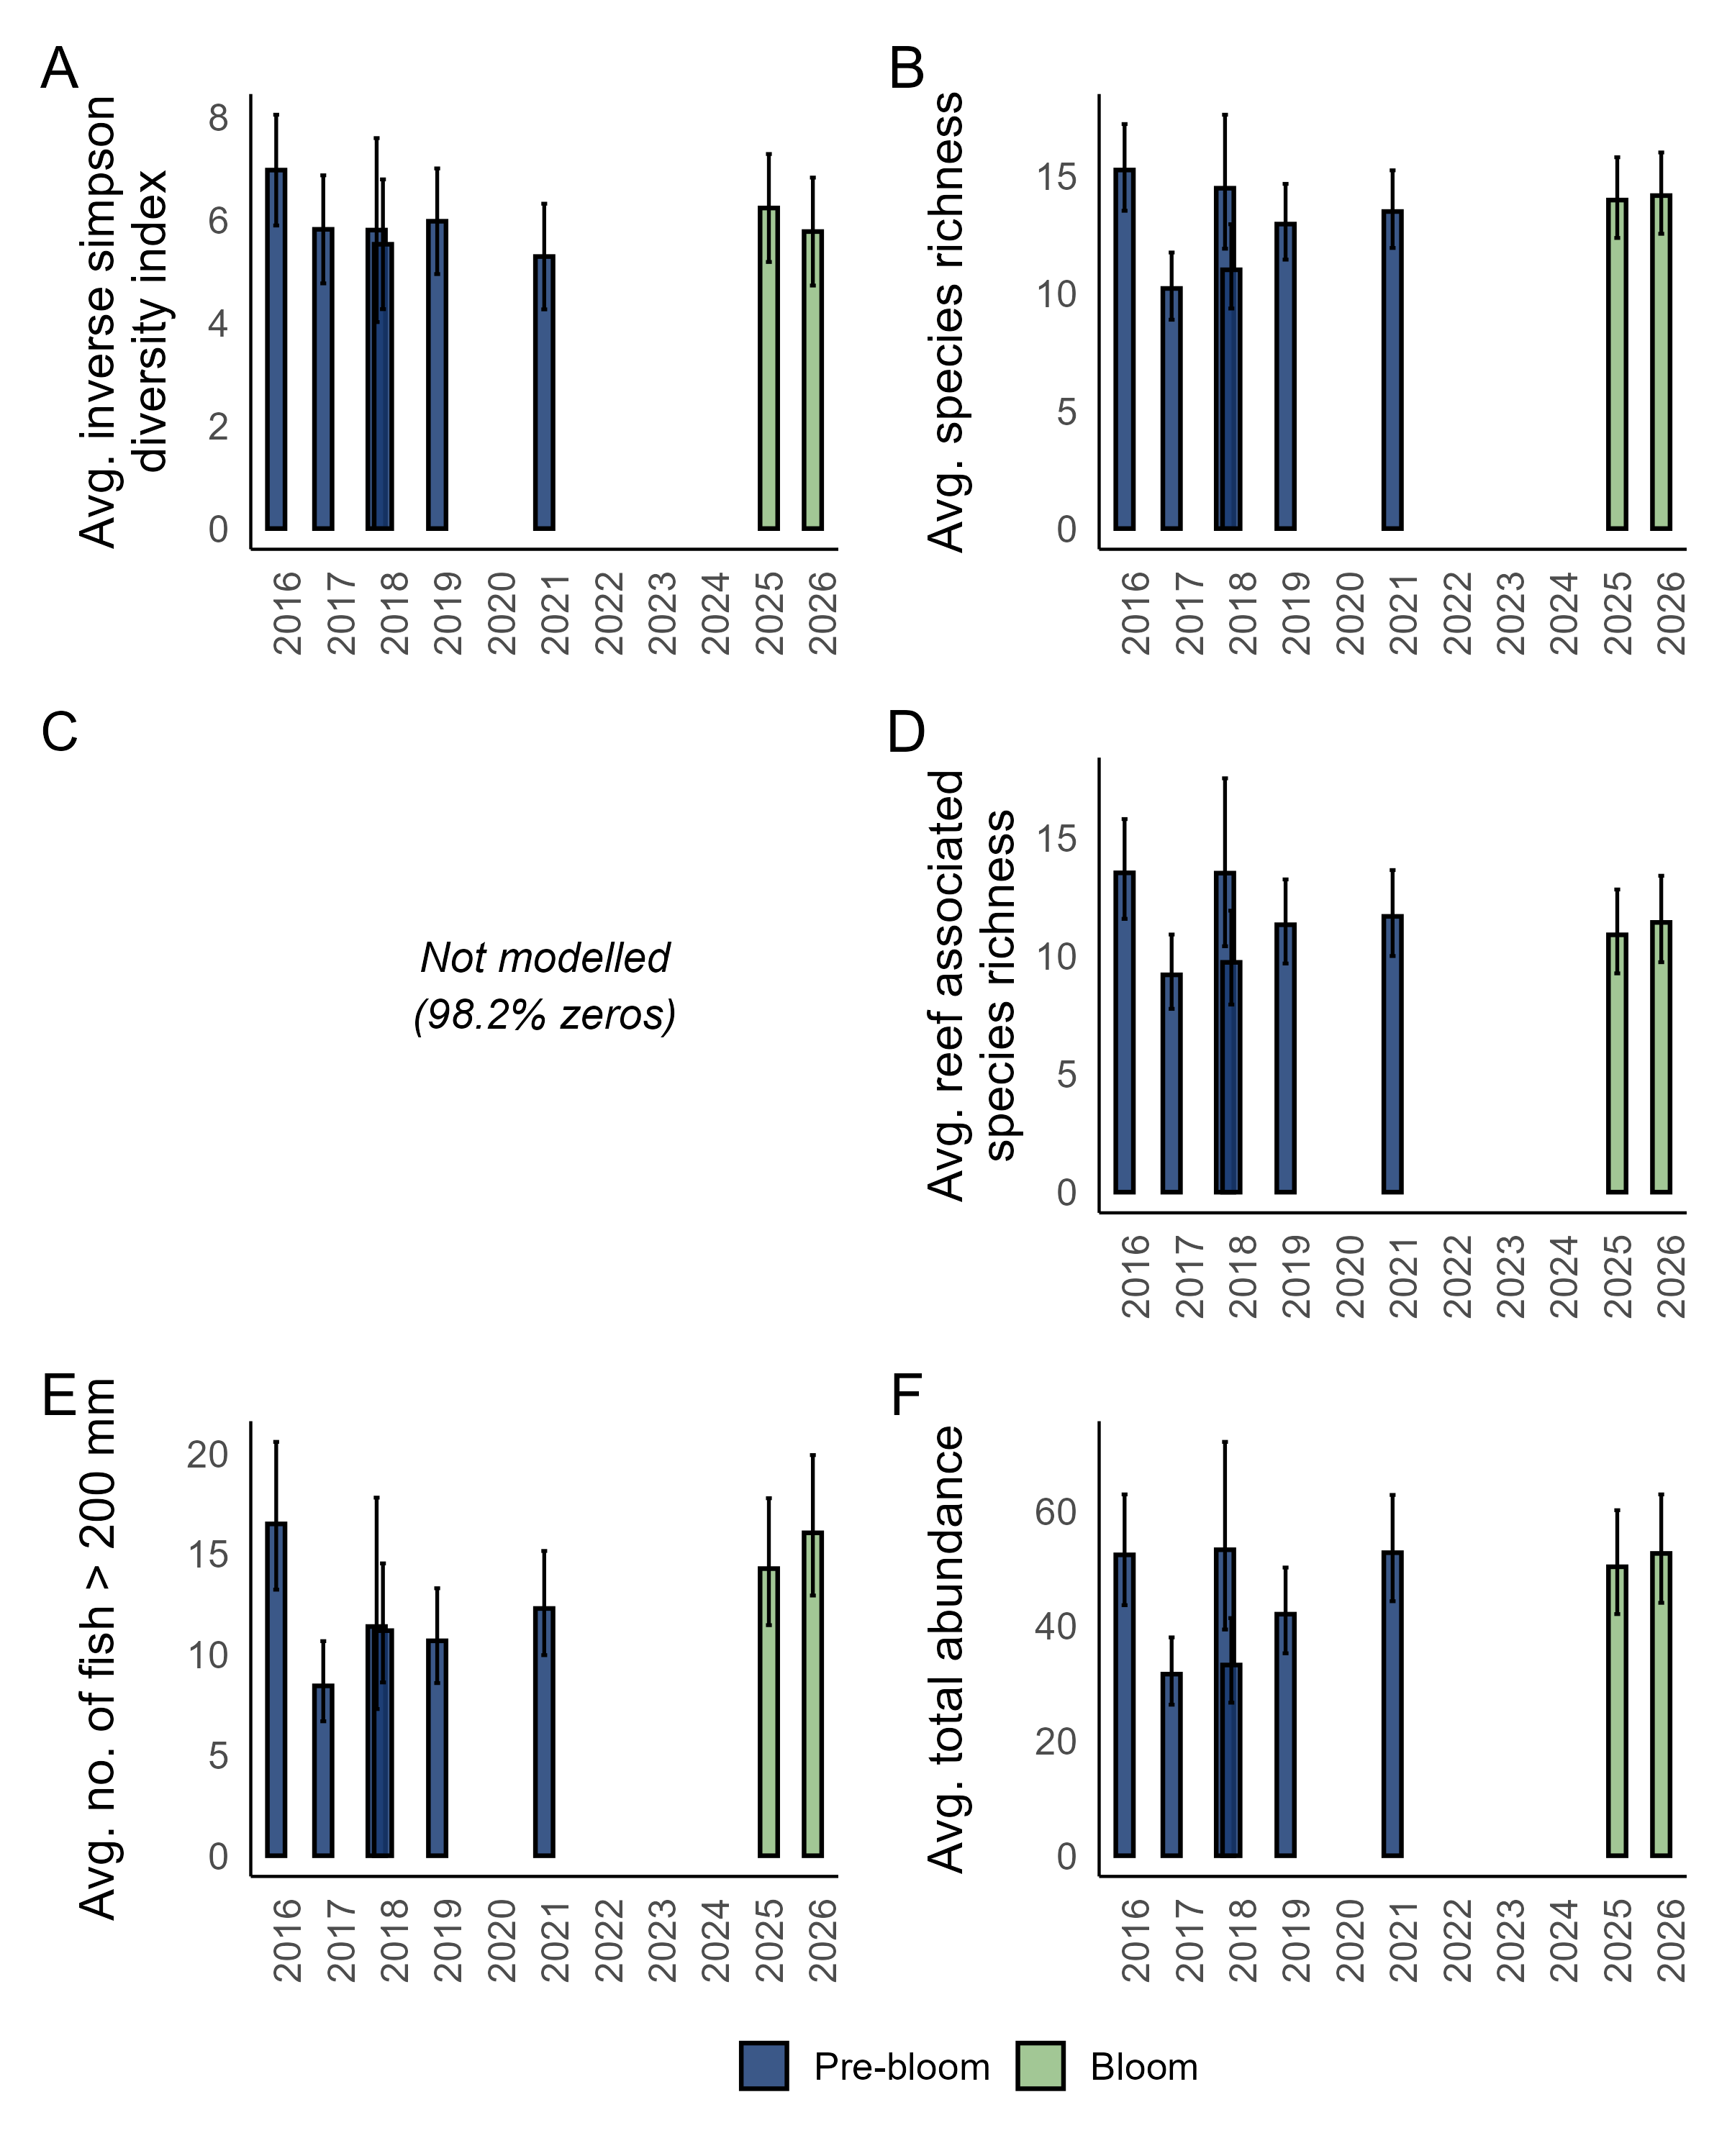 A
Avg. inverse simpson
diversity index
8
6
4
2
0
2016 2017 2018 2019 2020 2021 2022 2023 2024 2025 2026
B
Avg. species richness
15
10
5
0
2016 2017 2018 2019 2020 2021 2022 2023 2024 2025 2026
C
Not modelled
(98.2% zeros)
D
Avg. reef associated
species richness
15
10
5
0
2016 2017 2018 2019 2020 2021 2022 2023 2024 2025 2026
E
Avg. no. of fish > 200 mm
20
15
10
5
0
2016 2017 2018 2019 2020 2021 2022 2023 2024 2025 2026
F
Avg. total abundance
60
40
20
0
2016 2017 2018 2019 2020 2021 2022 2023 2024 2025 2026
Pre-bloom Bloom